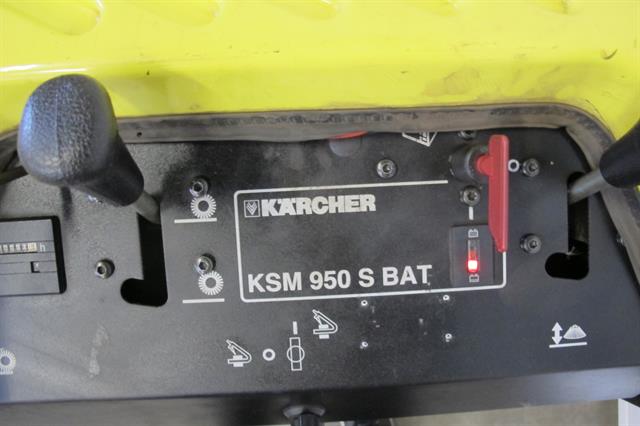 KÄRCHER
KSM 950 S BAT
h